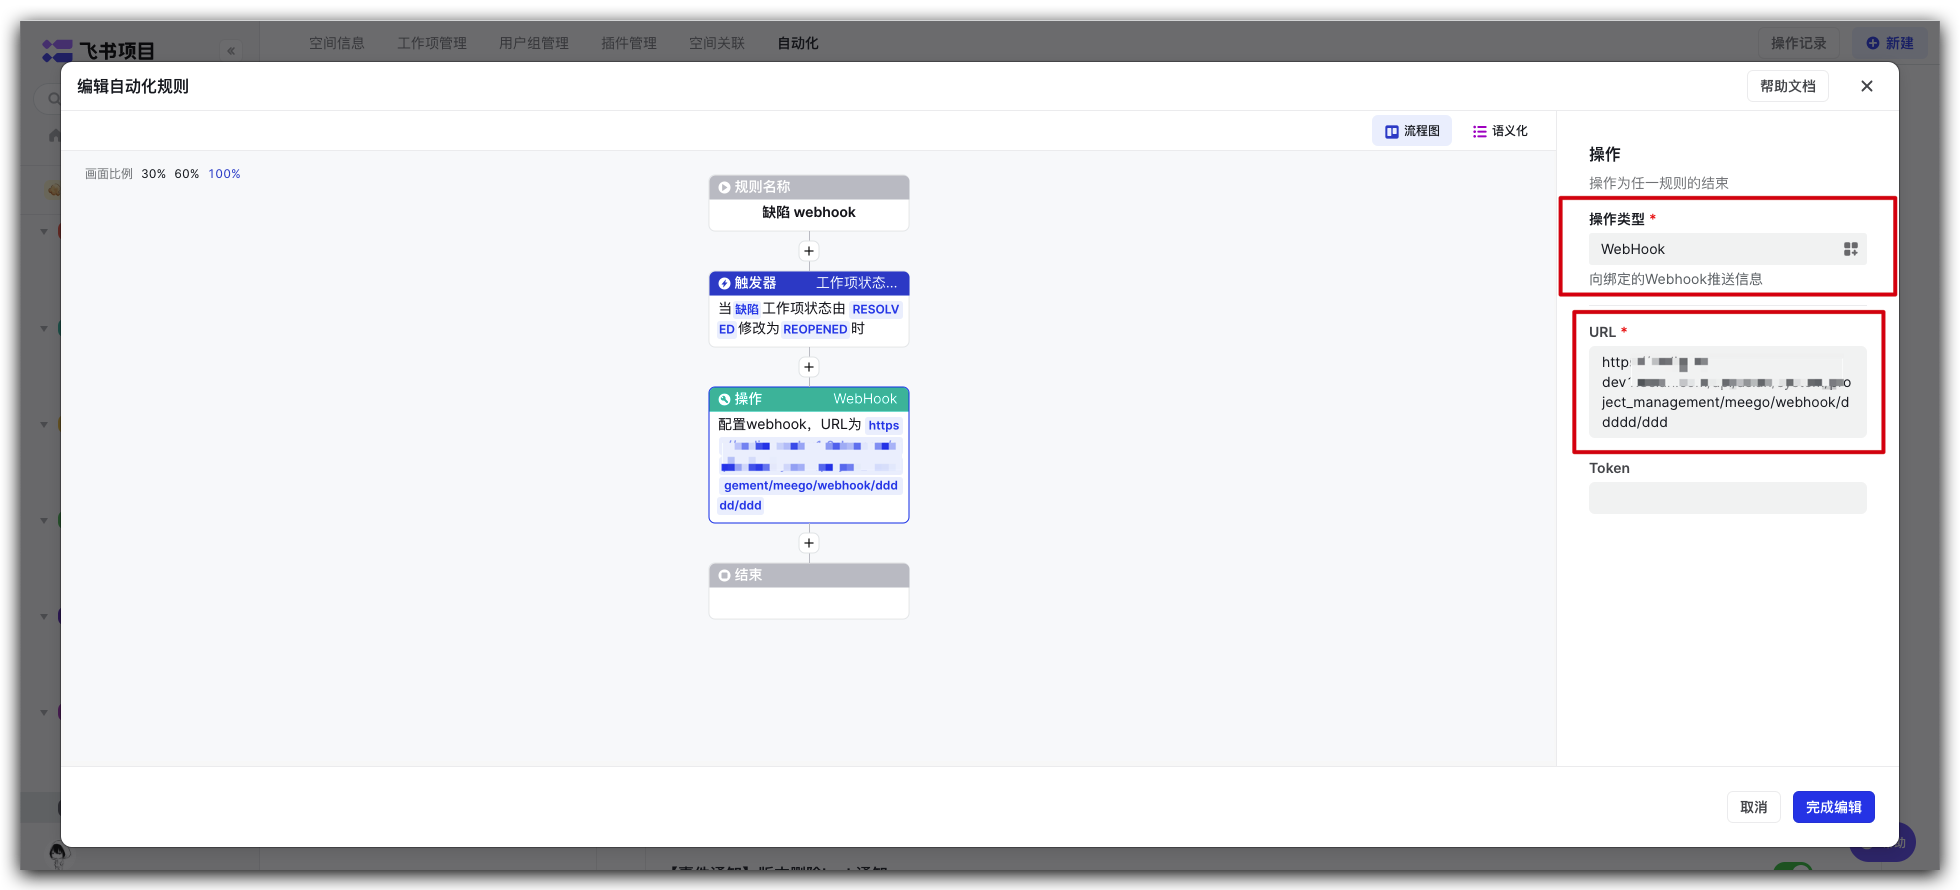 飞书项目
«
空间信息
工作项管理
用户组管理
插件管理
空间关联
自动化
操作记录
新建
编辑自动化规则
帮助文档
流程图
语义化
画面比例 30% 60% 100%
规则名称
缺陷 webhook
触发器 工作项状态...
当 缺陷 工作项状态由 RESOLV
ED 修改为 REOPENED 时
操作 WebHook
配置webhook，URL为 https
gement/meego/webhook/ddd
dd/ddd
结束
操作
操作为任一规则的结束
操作类型 *
WebHook
向绑定的Webhook推送信息
URL *
http
dev
ject_management/meego/webhook/d
dddd/ddd
Token
取消
完成编辑